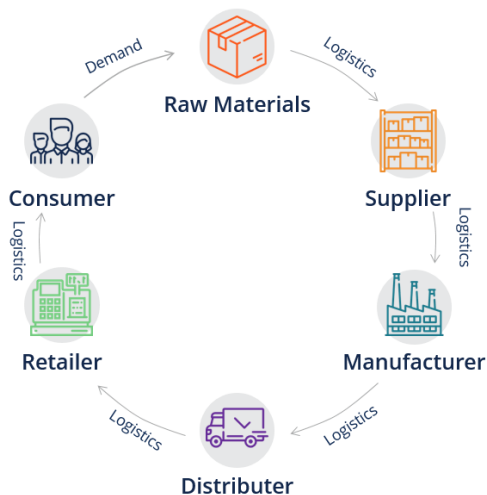 Demand
Logistics
Raw Materials
Consumer
Supplier
Logistics
Logistics
Retailer
Manufacturer
Logistics
Logistics
Distributer